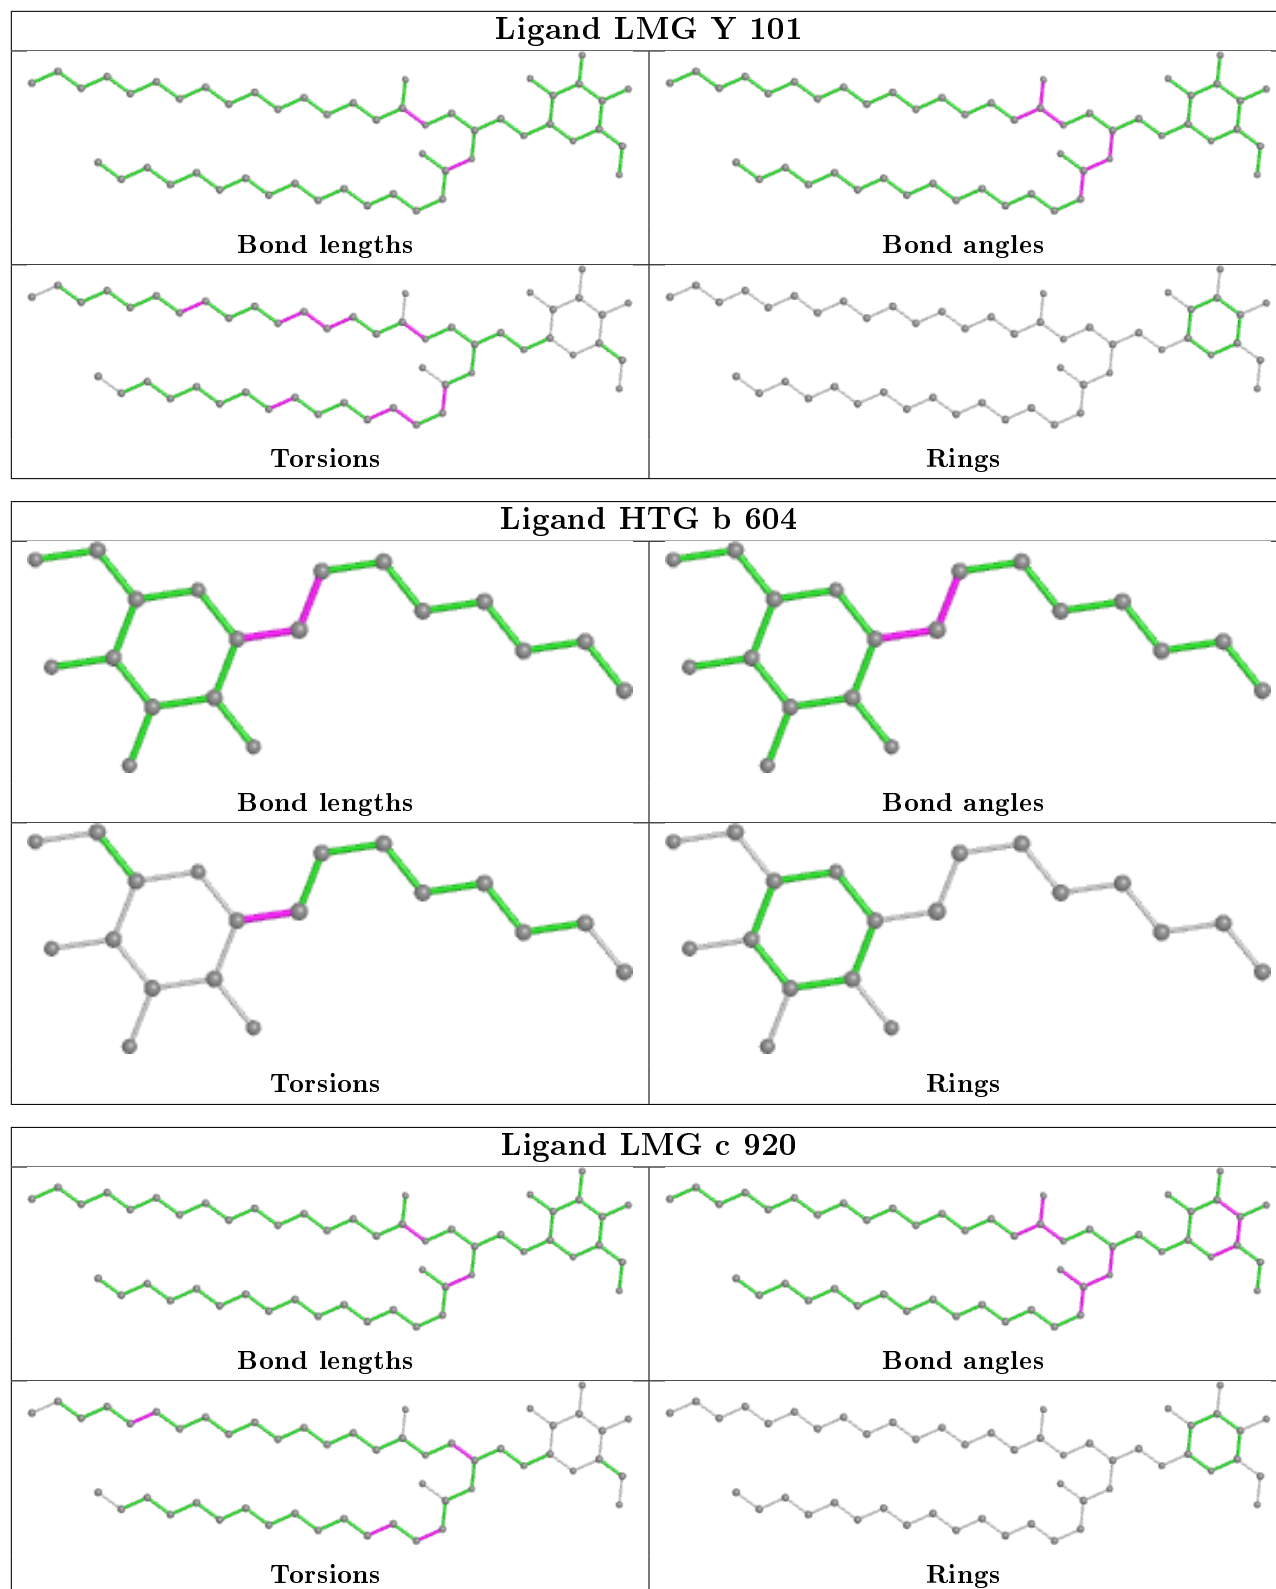 Ligand LMG Y 101
Bond lengths
Bond angles
Torsions
Rings
Ligand HTG b 604
Bond lengths
Bond angles
Torsions
Rings
Ligand LMG c 920
Bond lengths
Bond angles
Torsions
Rings